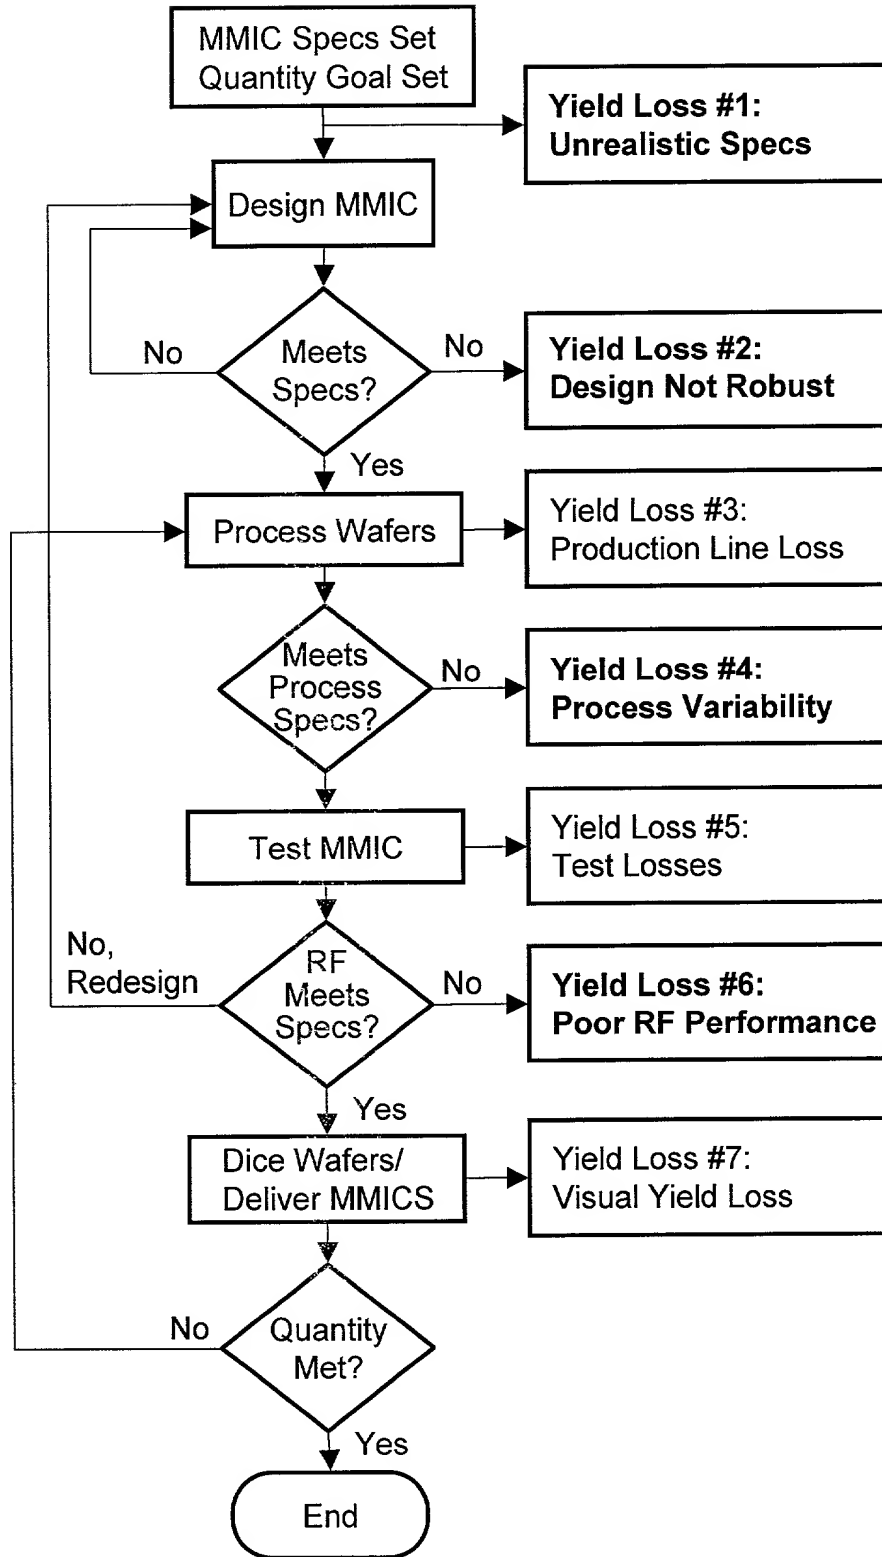 MMIC Specs Set
Quantity Goal Set
Yield Loss #1:
Unrealistic Specs
Design MMIC
No
Meets
Specs?
No
Yield Loss #2:
Design Not Robust
Yes
Process Wafers
Yield Loss #3:
Production Line Loss
Meets
Process
Specs?
No
Yield Loss #4:
Process Variability
Test MMIC
Yield Loss #5:
Test Losses
No,
Redesign
RF
Meets
Specs?
No
Yield Loss #6:
Poor RF Performance
Yes
Dice Wafers/
Deliver MMICS
Yield Loss #7:
Visual Yield Loss
No
Quantity
Met?
Yes
End